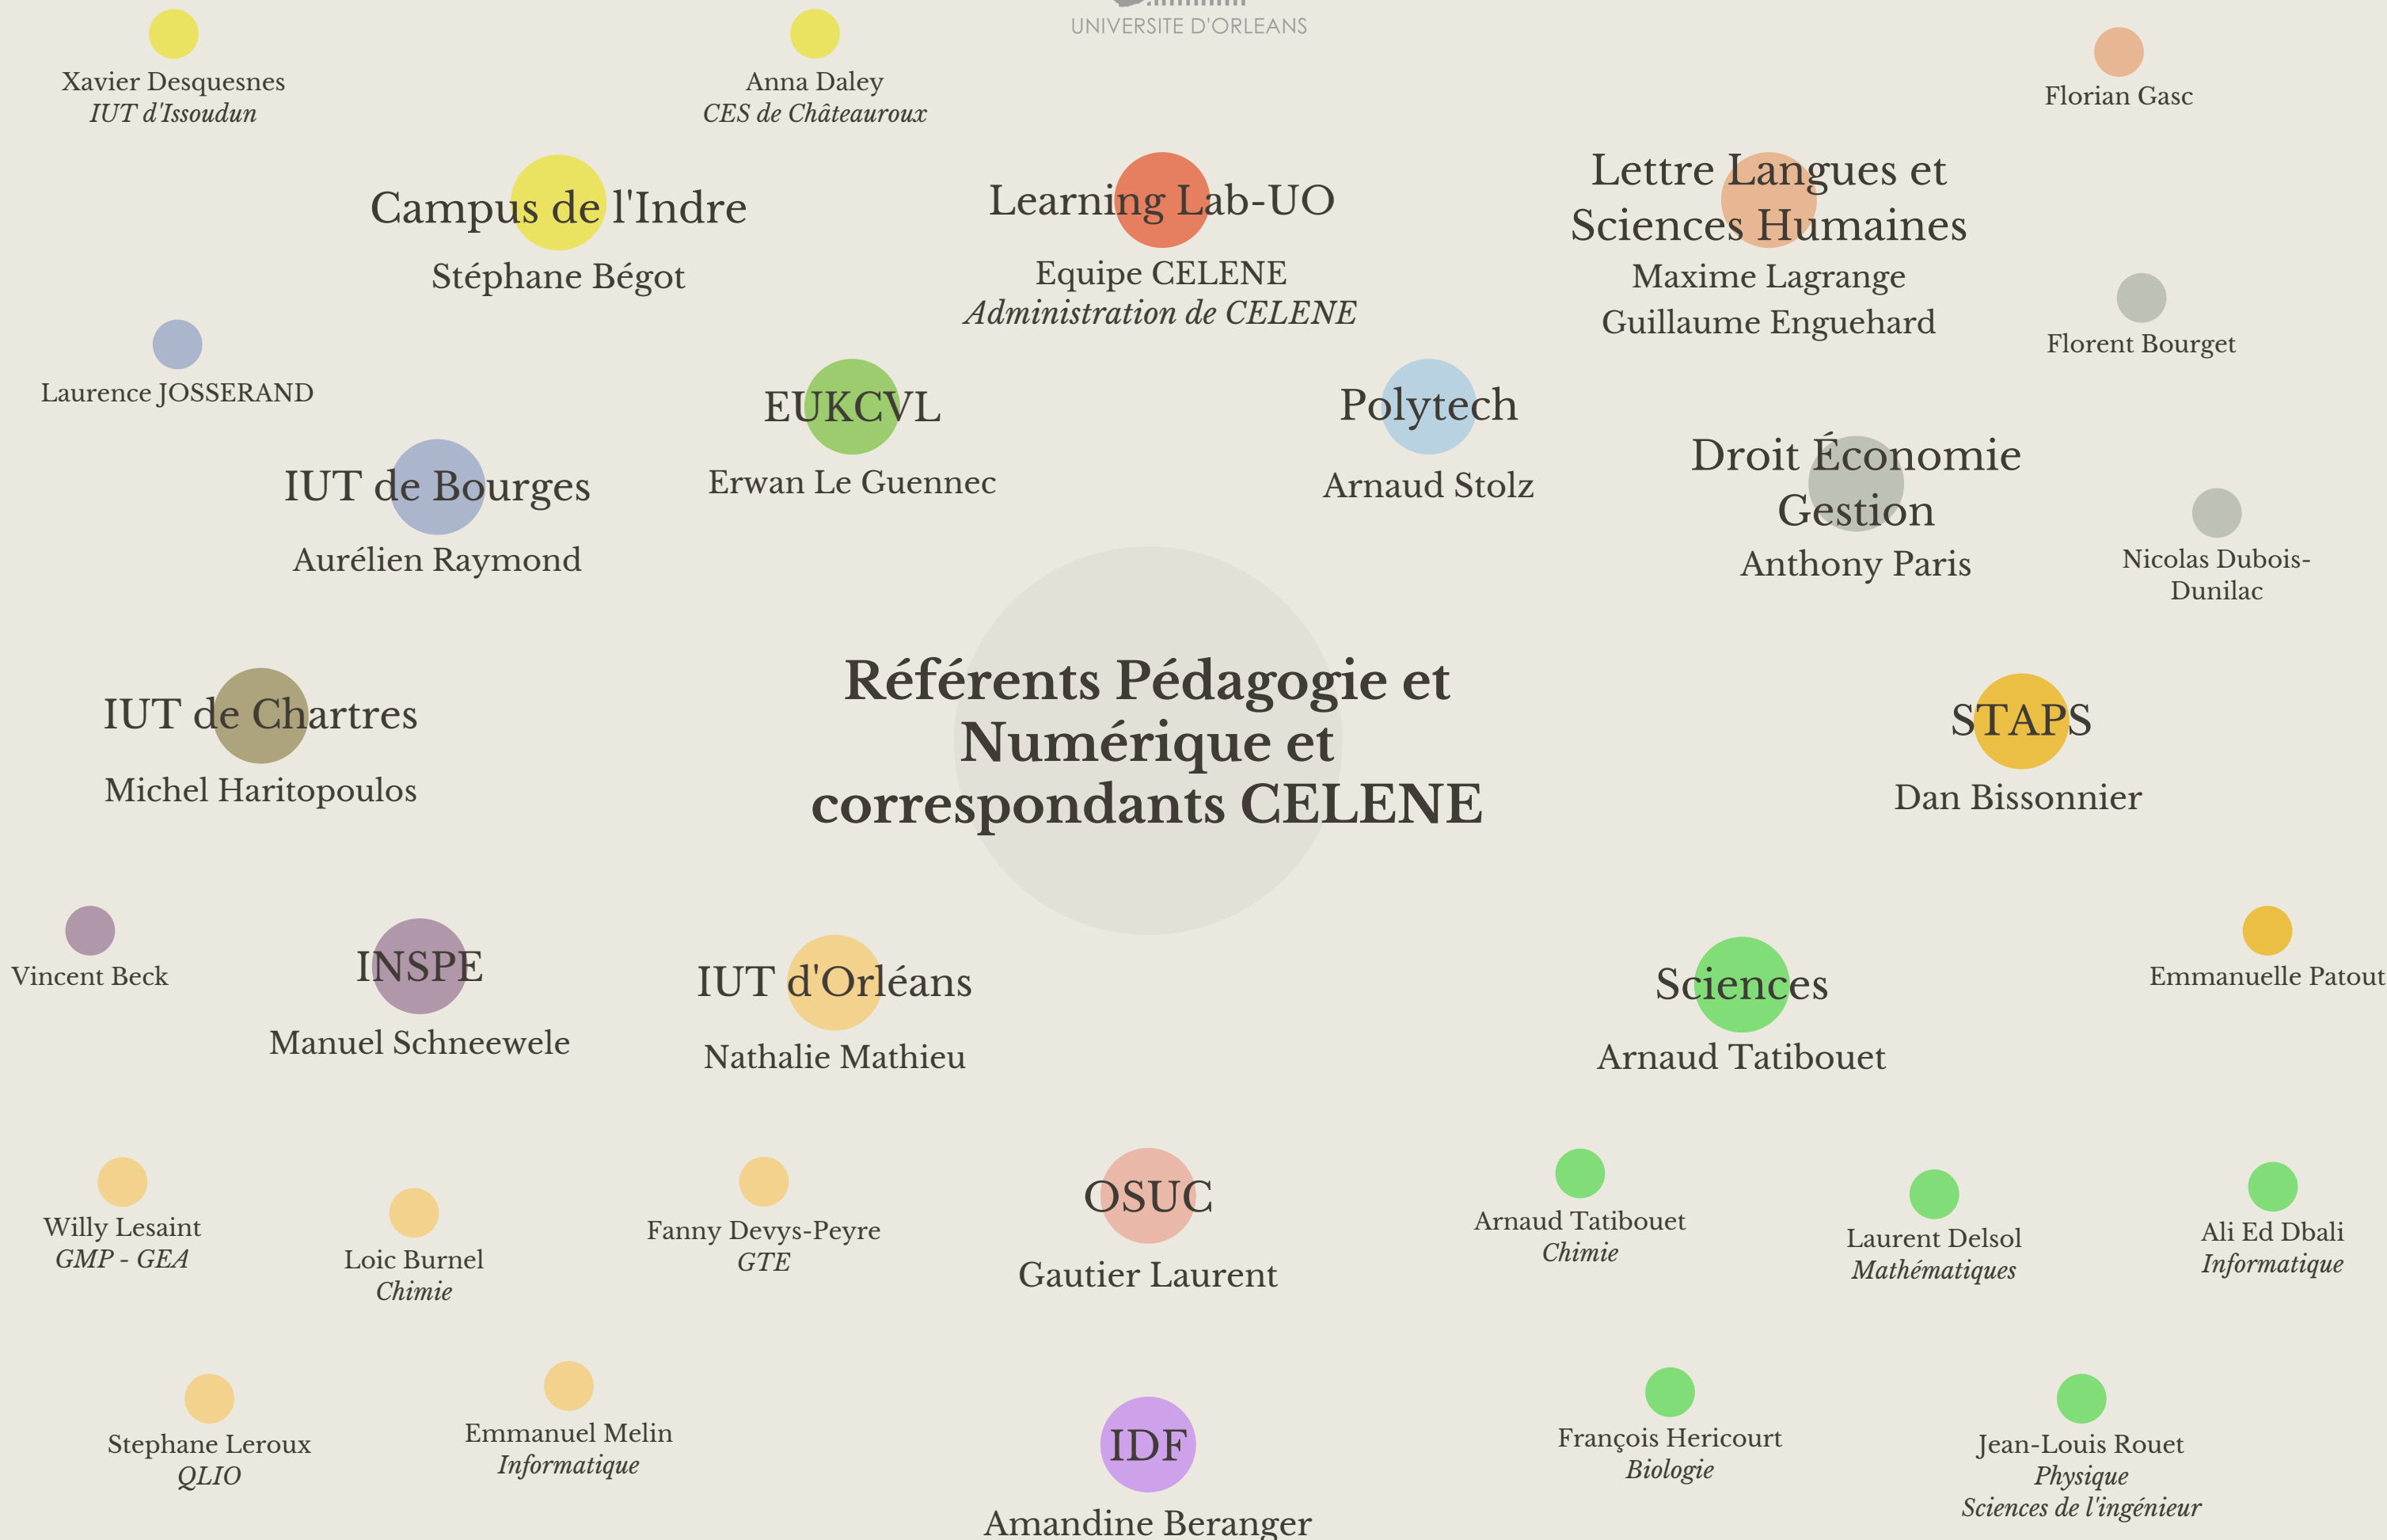 UNIVERSITE D'ORLEANS
Xavier Desquesnes
IUT d'Issoudun
Anna Daley
CES de Châteauroux
Florian Gasc
Campus de l'Indre
Stéphane Bégot
Learning Lab-UO
Equipe CELENE
Administration de CELENE
Lettre Langues et
Sciences Humaines
Maxime Lagrange
Guillaume Enguehard
Florent Bourget
Laurence JOSSERAND
EUKCVL
Erwan Le Guennec
Polytech
Arnaud Stolz
IUT de Bourges
Aurélien Raymond
Droit Économie
Gestion
Anthony Paris
Nicolas Dubois-
Dunilac
Référents Pédagogie et
Numérique et
correspondants CELENE
IUT de Chartres
Michel Haritopoulos
STAPS
Dan Bissonnier
Vincent Beck
INSPE
Manuel Schneewele
IUT d'Orléans
Nathalie Mathieu
Sciences
Arnaud Tatibouet
Emmanuelle Patout
Willy Lesaint
GMP - GEA
Loic Burnel
Chimie
Fanny Devys-Peyre
GTE
OSUC
Gautier Laurent
Arnaud Tatibouet
Chimie
Laurent Delsol
Mathématiques
Ali Ed Dbali
Informatique
Stephane Leroux
QLIO
Emmanuel Melin
Informatique
IDF
Amandine Beranger
François Hericourt
Biologie
Jean-Louis Rouet
Physique
Sciences de l'ingénieur